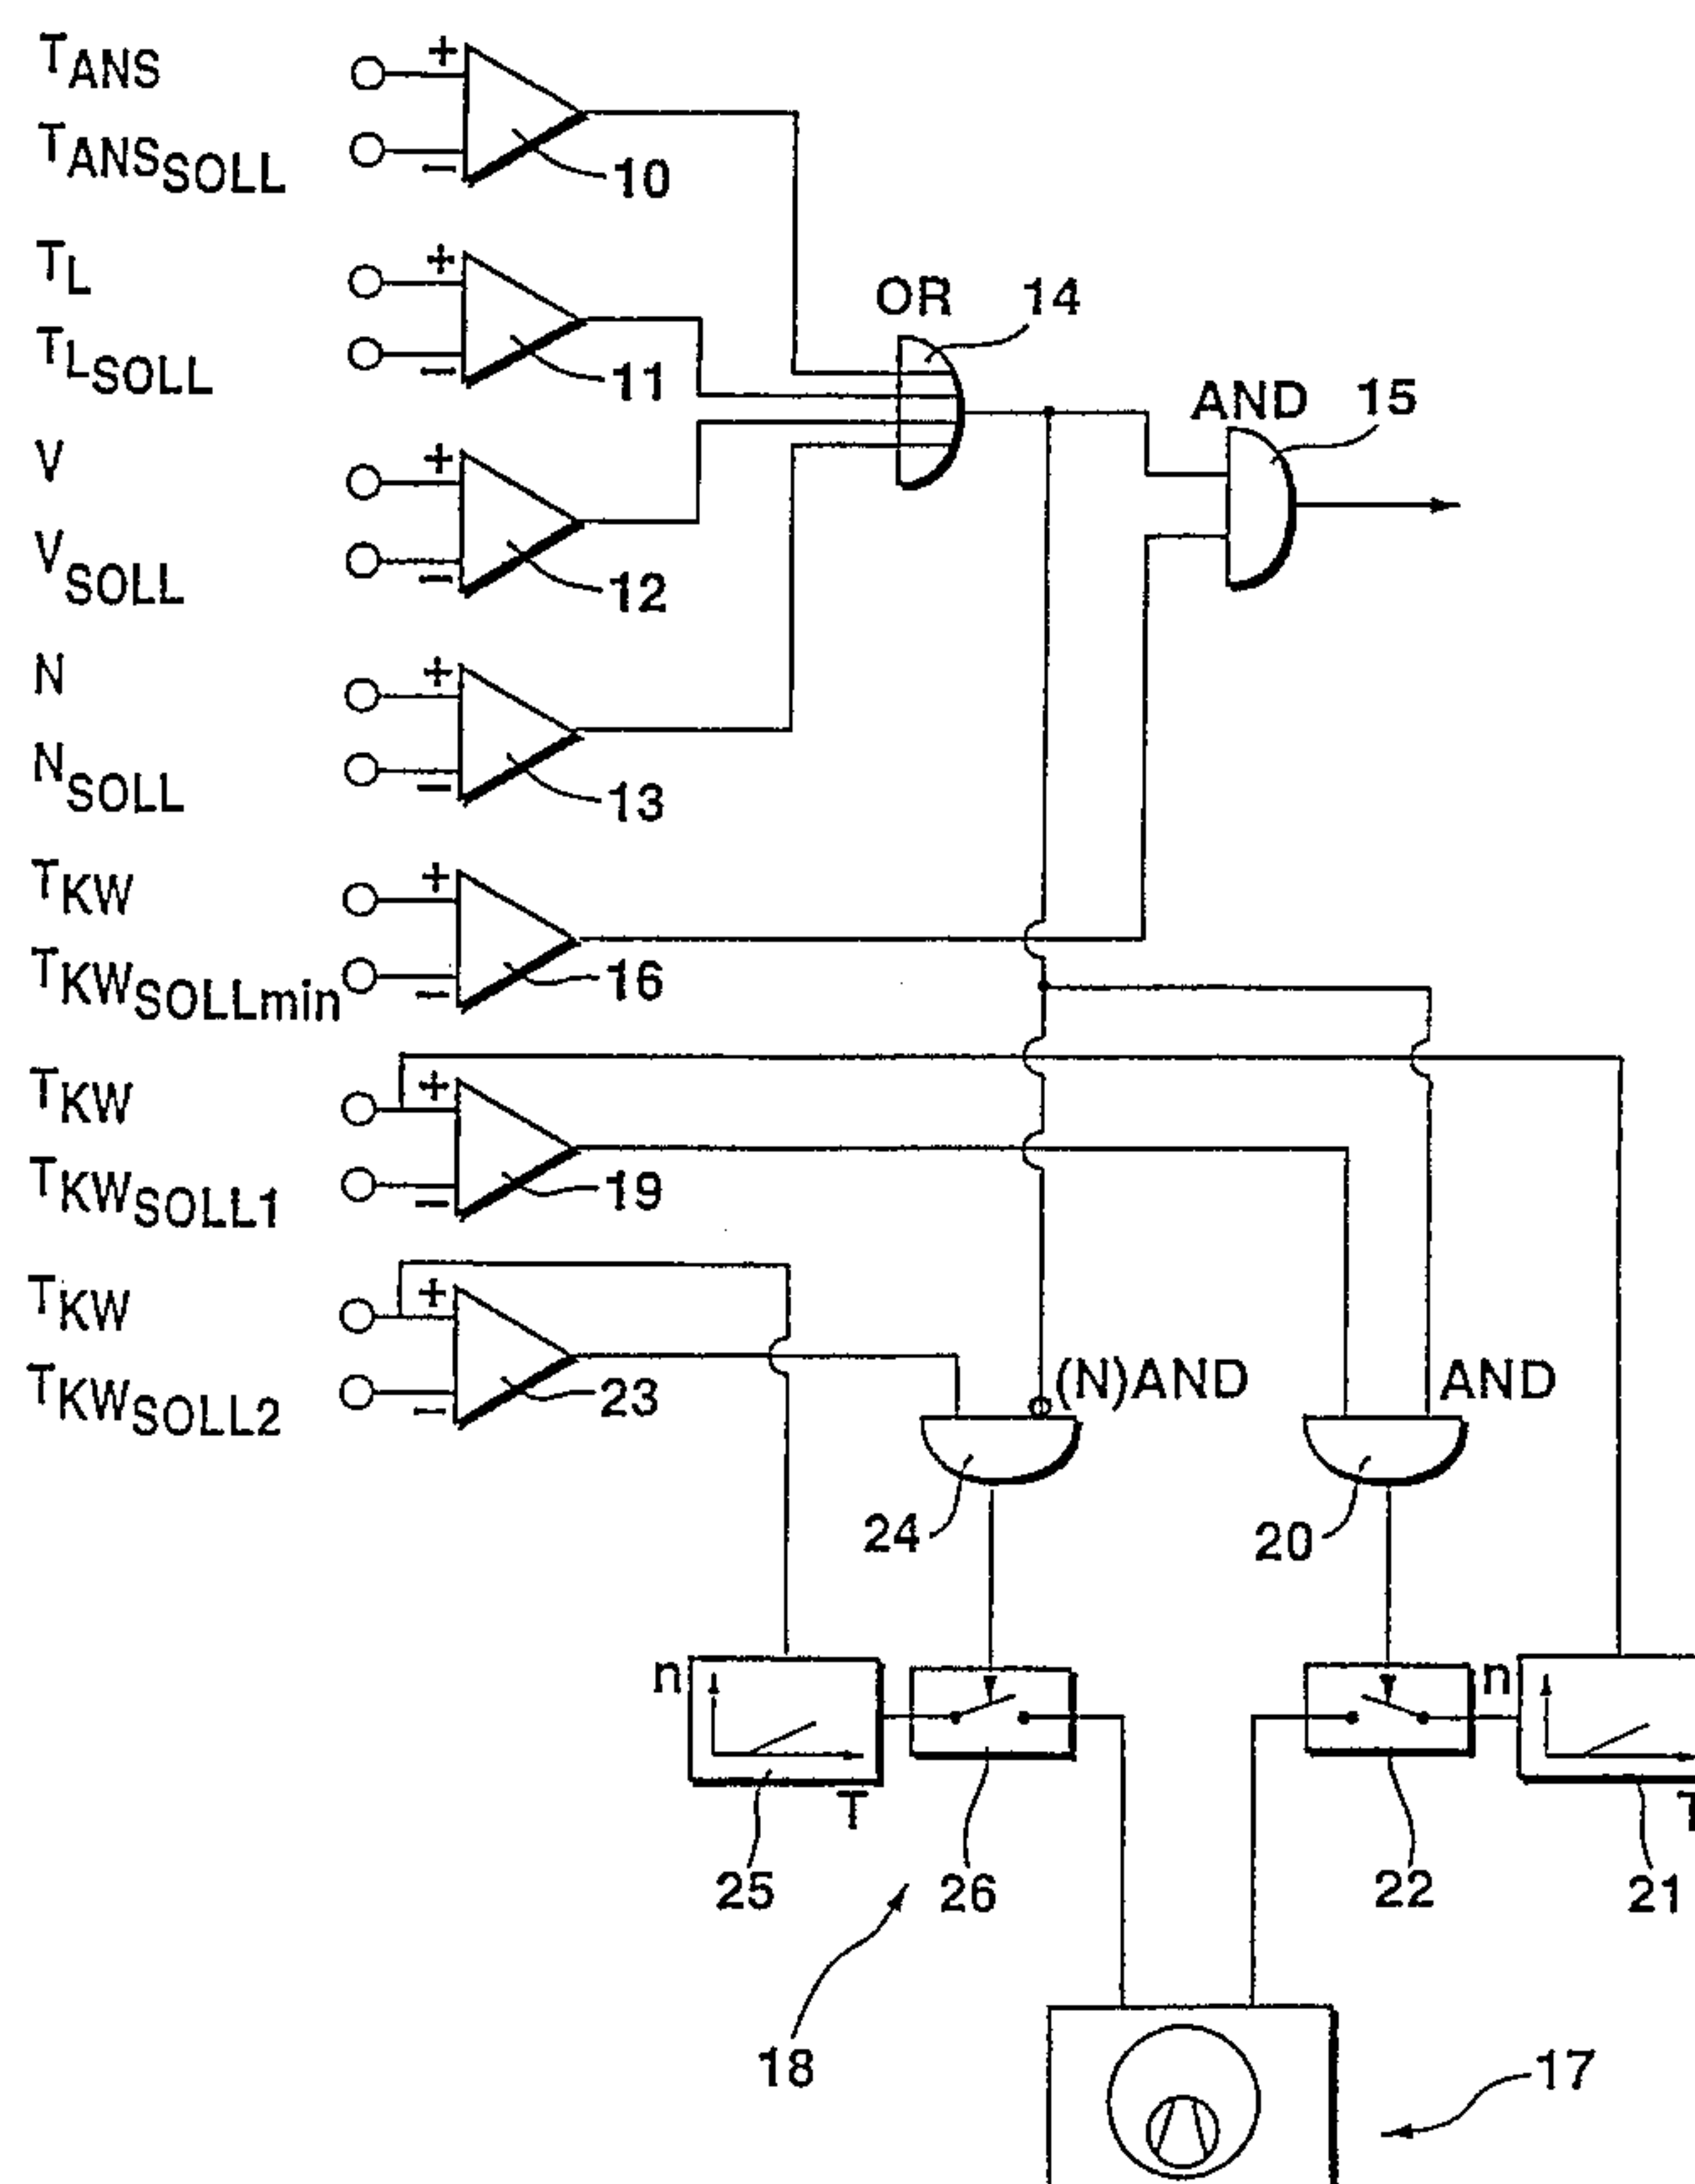 T_ANS
+
T_ANS_SOLL
−
10
T_L
+
T_L_SOLL
−
11
OR
14
AND
15
V
+
V_SOLL
−
12
N
+
N_SOLL
−
13
T_KW
+
T_KW_SOLLmin
−
16
T_KW
+
T_KW_SOLL1
−
19
T_KW
+
T_KW_SOLL2
−
23
(N)AND
AND
24
20
n
n
T
T
25
26
22
21
18
17